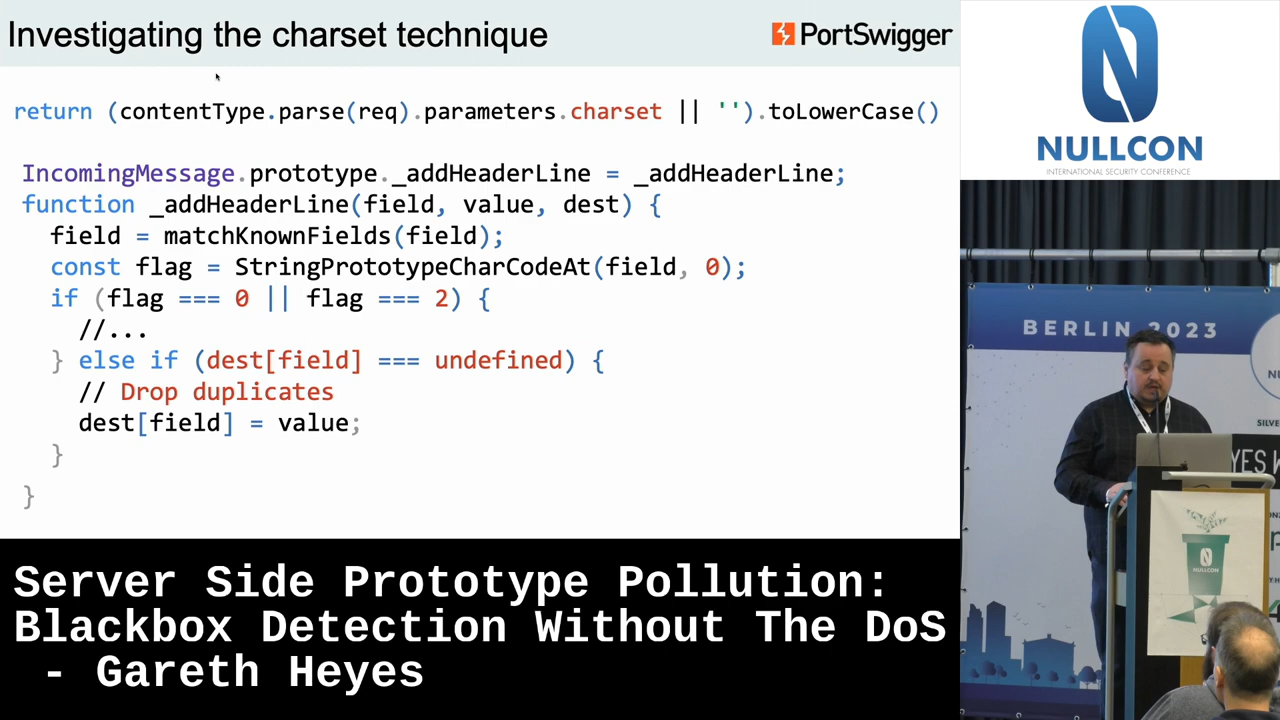 Investigating the charset technique
PortSwigger
return (contentType.parse(req).parameters.charset || '').toLowerCase()
IncomingMessage.prototype._addHeaderLine = _addHeaderLine;
function _addHeaderLine(field, value, dest) {
field = matchKnownFields(field);
const flag = StringPrototypeCharCodeAt(field, 0);
if (flag === 0 || flag === 2) {
//...
} else if (dest[field] === undefined) {
// Drop duplicates
dest[field] = value;
}
}
Server Side Prototype Pollution:
Blackbox Detection Without The DoS
- Gareth Heyes
NULLCON
INTERNATIONAL SECURITY CONFERENCE
BERLIN 2023
NULLCON